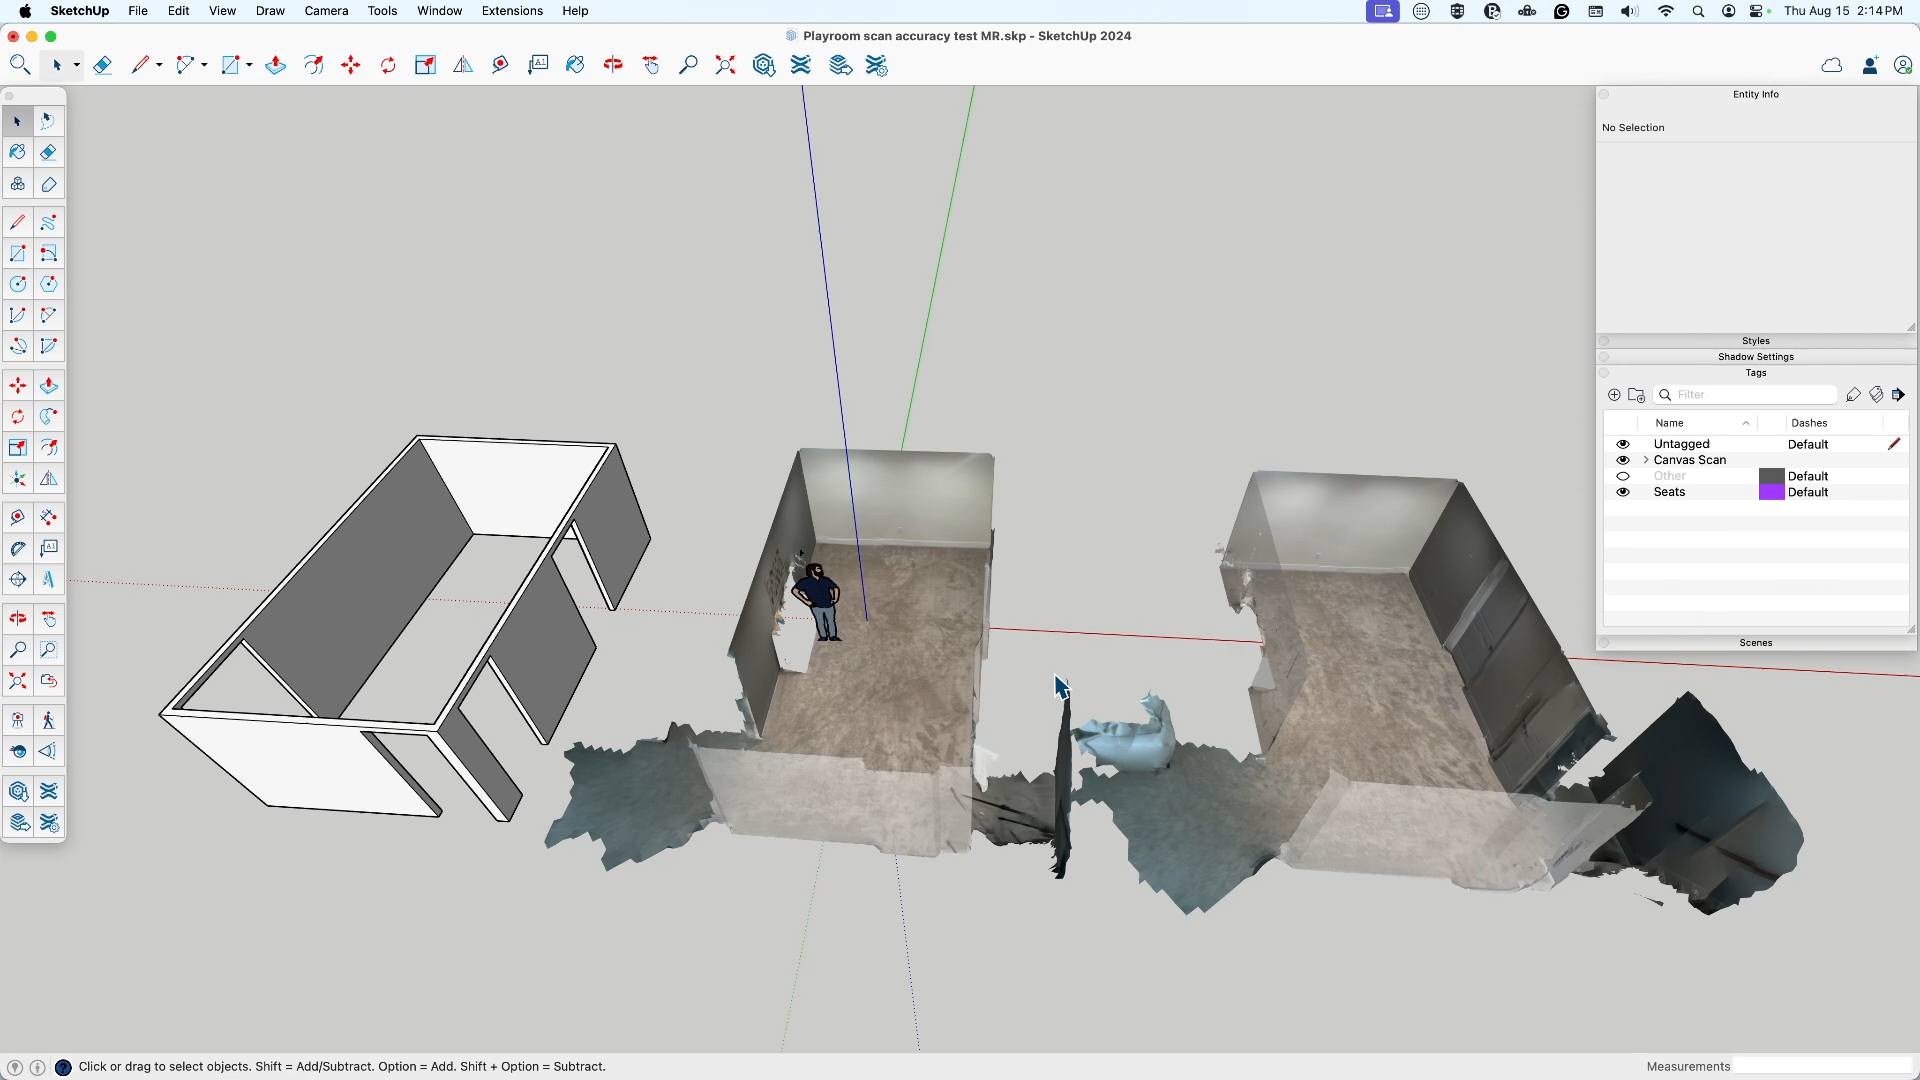 SketchUp File Edit View Draw Camera Tools Window Extensions Help
Thu Aug 15 2:14 PM
Playroom scan accuracy test MR.skp - SketchUp 2024
Entity Info
No Selection
Styles
Shadow Settings
Tags
Filter
Name Dashes
Untagged Default
Canvas Scan
Other Default
Seats Default
Scenes
Click or drag to select objects. Shift = Add/Subtract. Option = Add. Shift + Option = Subtract.
Measurements